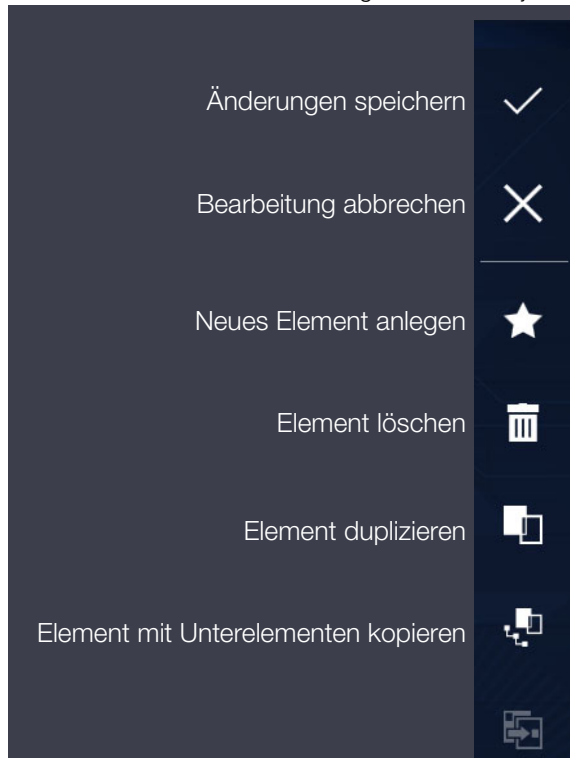 Änderungen speichern
Bearbeitung abbrechen
Neues Element anlegen
Element löschen
Element duplizieren
Element mit Unterelementen kopieren